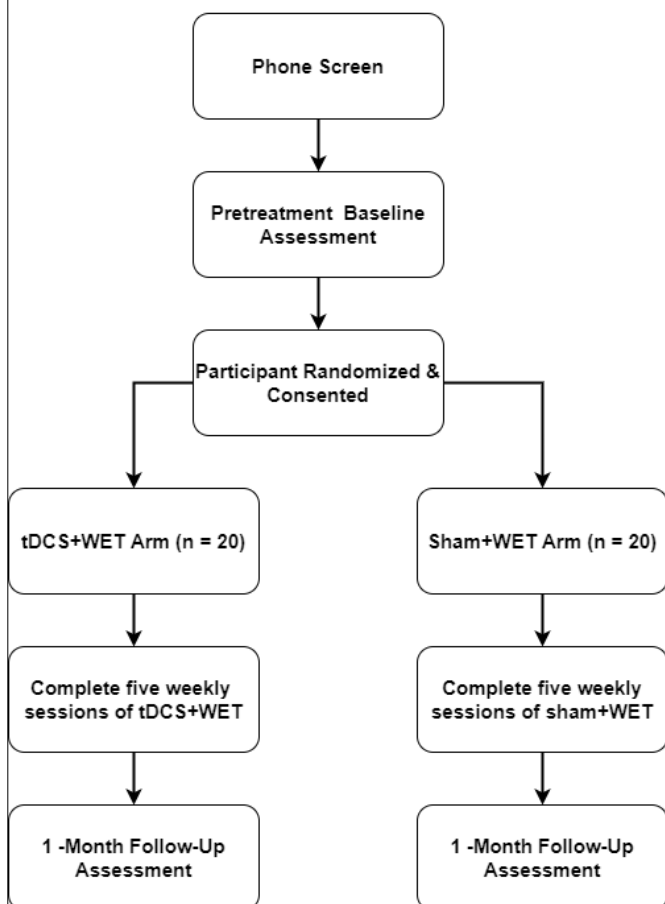 Phone Screen
Pretreatment Baseline
Assessment
Participant Randomized &
Consented
tDCS+WET Arm (n = 20)
Sham+WET Arm (n = 20)
Complete five weekly
sessions of tDCS+WET
Complete five weekly
sessions of sham+WET
1 -Month Follow-Up
Assessment
1 -Month Follow-Up
Assessment